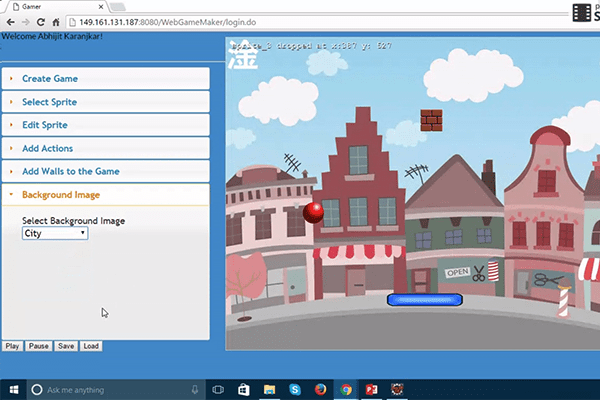 Gamer
149.161.131.187:8080/WebGameMaker/login.do
Welcome Abhijit Karanjkar!
sprite_3 dropped at x:387 y: 527
Create Game
Select Sprite
Edit Sprite
Add Actions
Add Walls to the Game
Background Image
Select Background Image
City
OPEN
Play Pause Save Load
Ask me anything